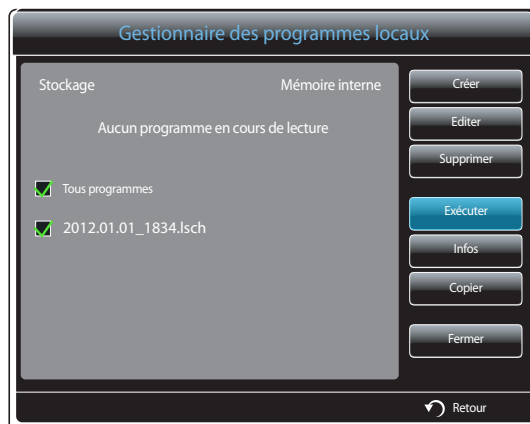 Gestionnaire des programmes locaux
Stockage Mémoire interne
Aucun programme en cours de lecture
Tous programmes
2012.01.01_1834.lsch
Créer
Editer
Supprimer
Exécuter
Infos
Copier
Fermer
Retour